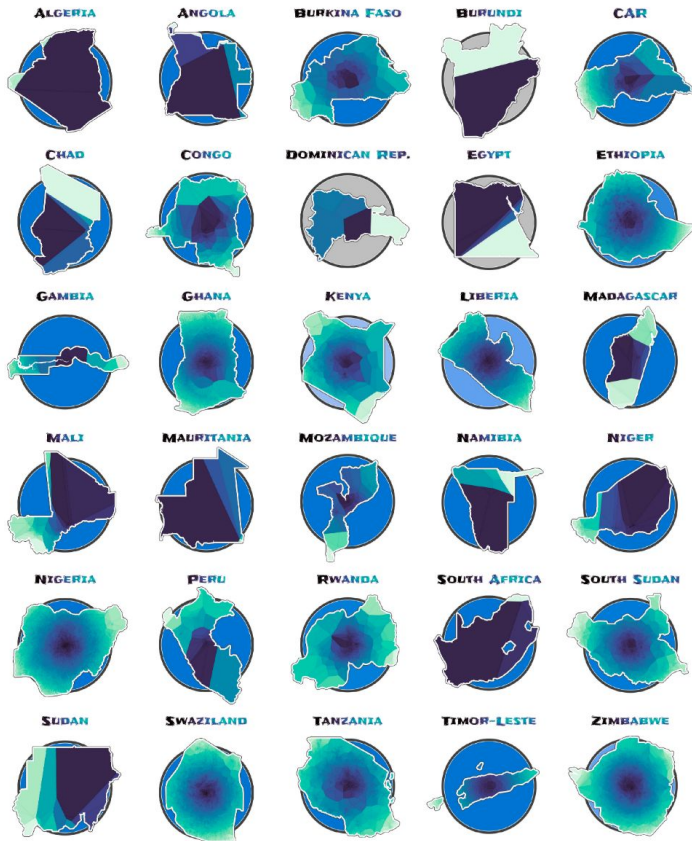 ALGERIA ANGOLA BURKINA FASO BURUNDI CAR
CHAD CONGO DOMINICAN REP. EGYPT ETHIOPIA
GAMBIA GHANA KENYA LIBERIA MADAGASCAR
MALI MAURITANIA MOZAMBIQUE NAMIBIA NIGER
NIGERIA PERU RWANDA SOUTH AFRICA SOUTH SUDAN
SUDAN SWAZILAND TANZANIA TIMOR-LESTE ZIMBABWE